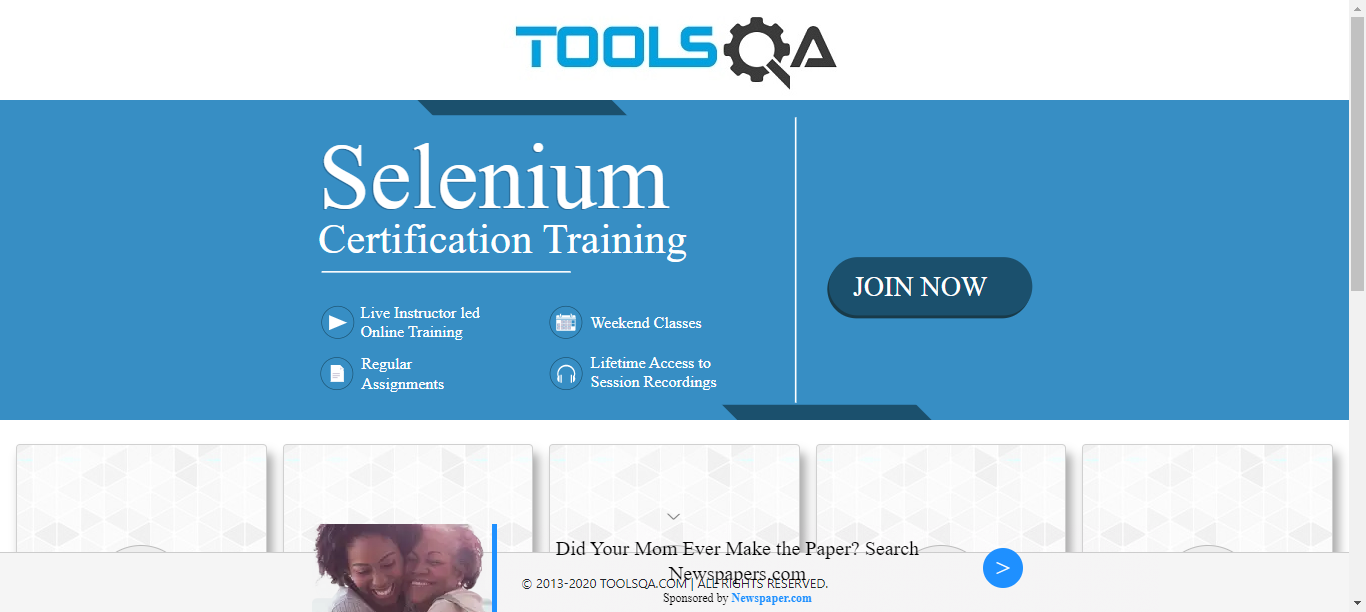 TOOLSQA
Selenium
Certification Training
JOIN NOW
Live Instructor led
Online Training
Weekend Classes
Regular
Assignments
Lifetime Access to
Session Recordings
Did Your Mom Ever Make the Paper? Search
Newspapers.com
>
© 2013-2020 TOOLSQA.COM | ALL RIGHTS RESERVED.
Sponsored by Newspaper.com